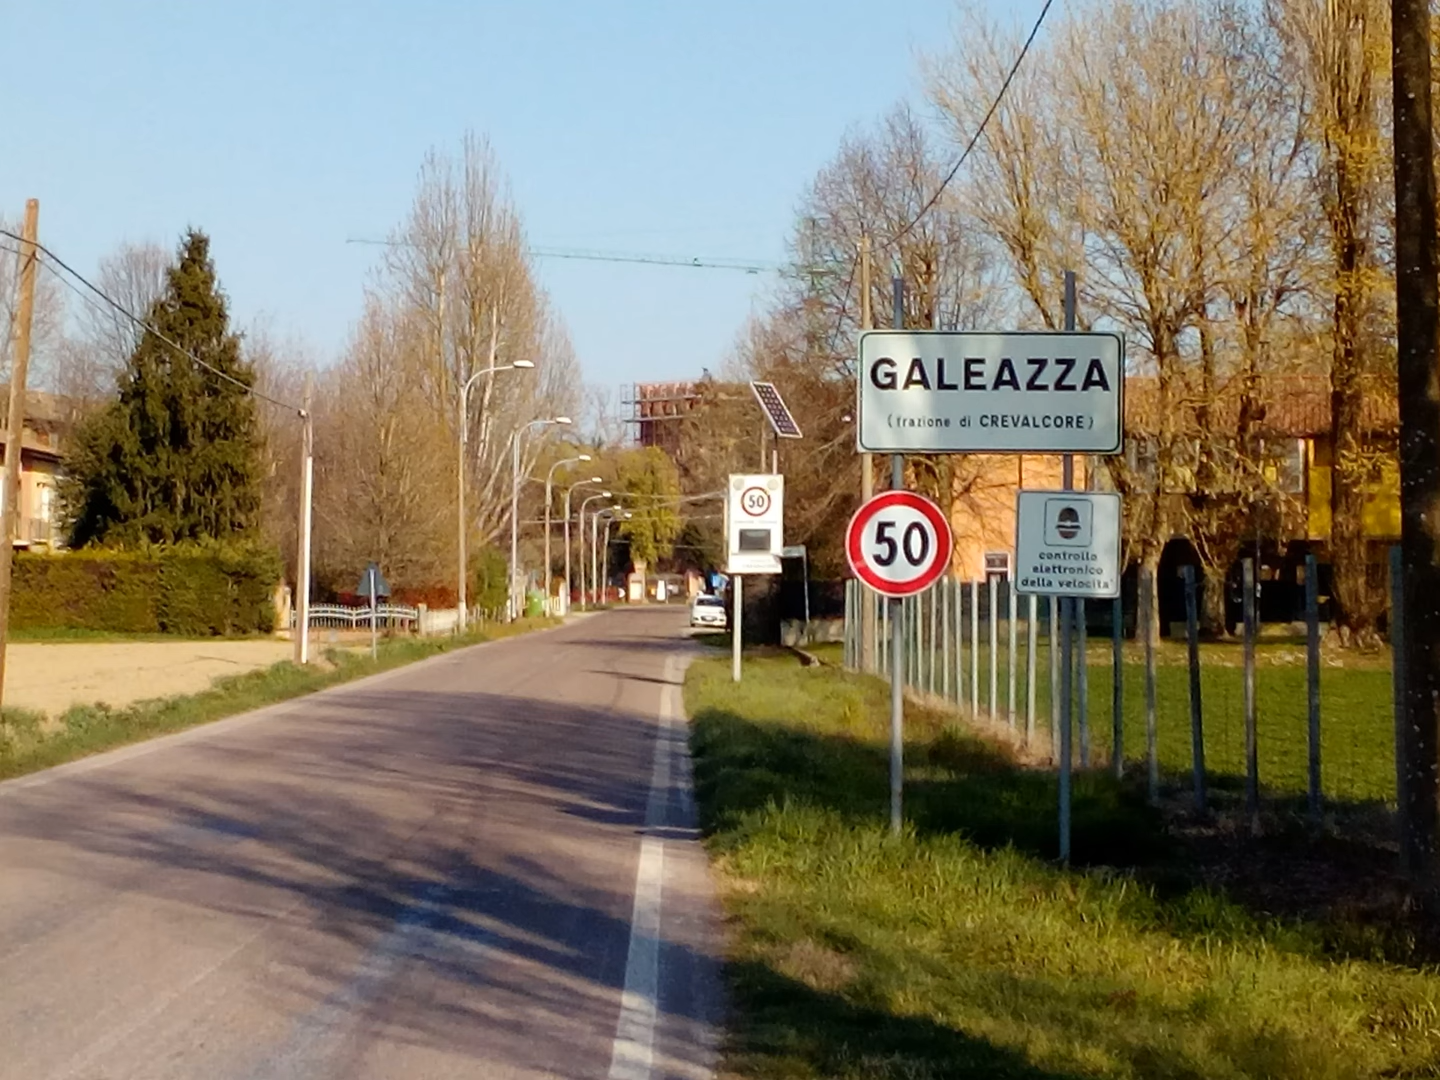 GALEAZZA
(frazione di CREVALCORE)
50
controllo
elettronico
della velocita'
50